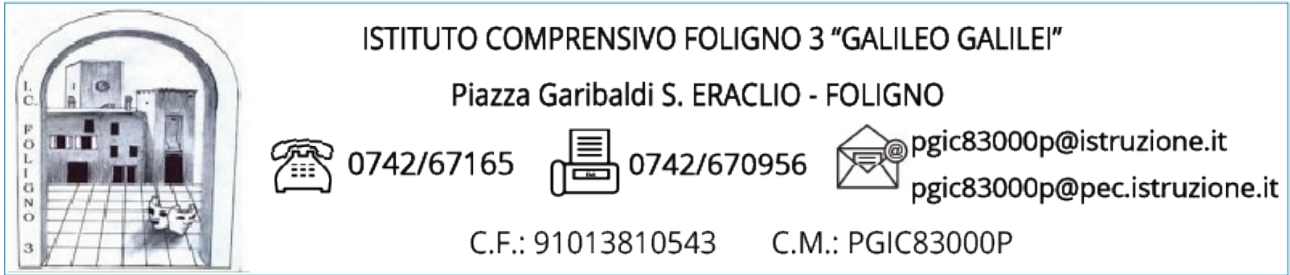 ISTITUTO COMPRENSIVO FOLIGNO 3 “GALILEO GALILEI”
Piazza Garibaldi S. ERACLIO - FOLIGNO
0742/67165 0742/670956 pgic83000p@istruzione.it
pgic83000p@pec.istruzione.it
C.F.: 91013810543 C.M.: PGIC83000P
I.C. FOLIGNO 3